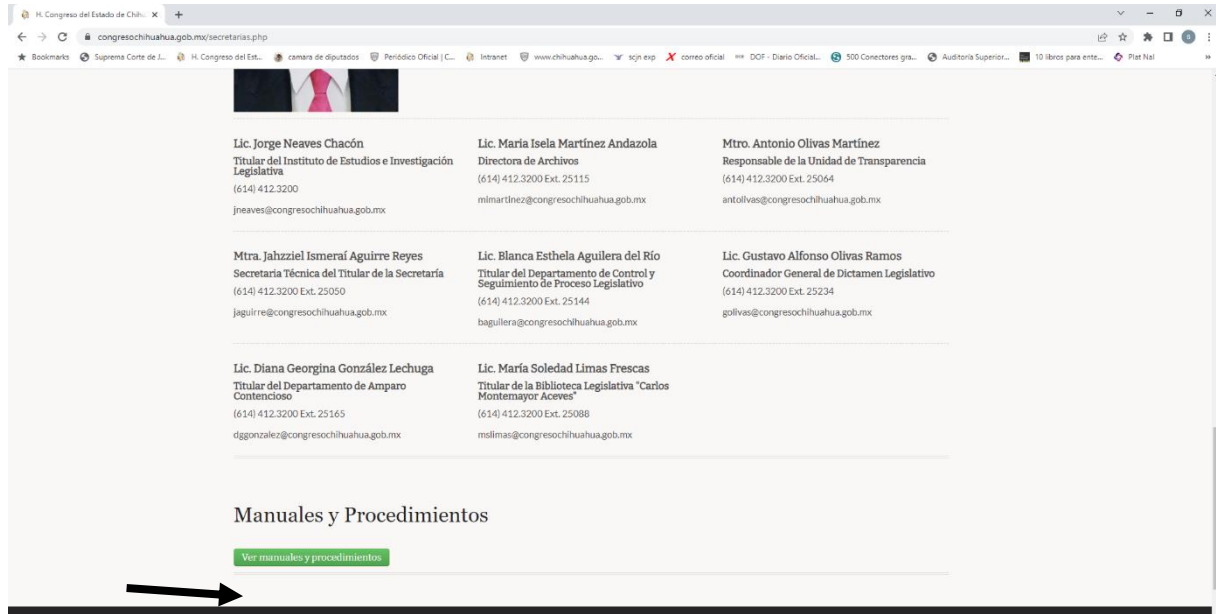 H. Congreso del Estado de Chihu
congresochihuahua.gob.mx/secretarias.php
Bookmarks Suprema Corte de J... H. Congreso del Est... camara de diputados Periódico Oficial | C... Intranet www.chihuahua.go... scjn exp correo oficial DOF - Diario Oficial... 500 Conectores gra... Auditoria Superior... 10 libros para ente... Plat Nal
Lic. Jorge Neaves Chacón
Titular del Instituto de Estudios e Investigación
Legislativa
(614) 412.3200
jneaves@congresochihuahua.gob.mx
Lic. Maria Isela Martínez Andazola
Directora de Archivos
(614) 412.3200 Ext. 25115
mimartinez@congresochihuahua.gob.mx
Mtro. Antonio Olivas Martínez
Responsable de la Unidad de Transparencia
(614) 412.3200 Ext. 25064
antolivas@congresochihuahua.gob.mx
Mtra. Jahzziel Ismeraí Aguirre Reyes
Secretaria Técnica del Titular de la Secretaría
(614) 412.3200 Ext. 25050
jaguirre@congresochihuahua.gob.mx
Lic. Blanca Esthela Aguilera del Río
Titular del Departamento de Control y
Seguimiento de Proceso Legislativo
(614) 412.3200 Ext. 25144
baguilera@congresochihuahua.gob.mx
Lic. Gustavo Alfonso Olivas Ramos
Coordinador General de Dictamen Legislativo
(614) 412.3200 Ext. 25234
golivas@congresochihuahua.gob.mx
Lic. Diana Georgina González Lechuga
Titular del Departamento de Amparo
Contencioso
(614) 412.3200 Ext. 25165
dggonzalez@congresochihuahua.gob.mx
Lic. María Soledad Limas Frescas
Titular de la Biblioteca Legislativa "Carlos
Montemayor Aceves"
(614) 412.3200 Ext. 25088
mslimas@congresochihuahua.gob.mx
Manuales y Procedimientos
Ver manuales y procedimientos